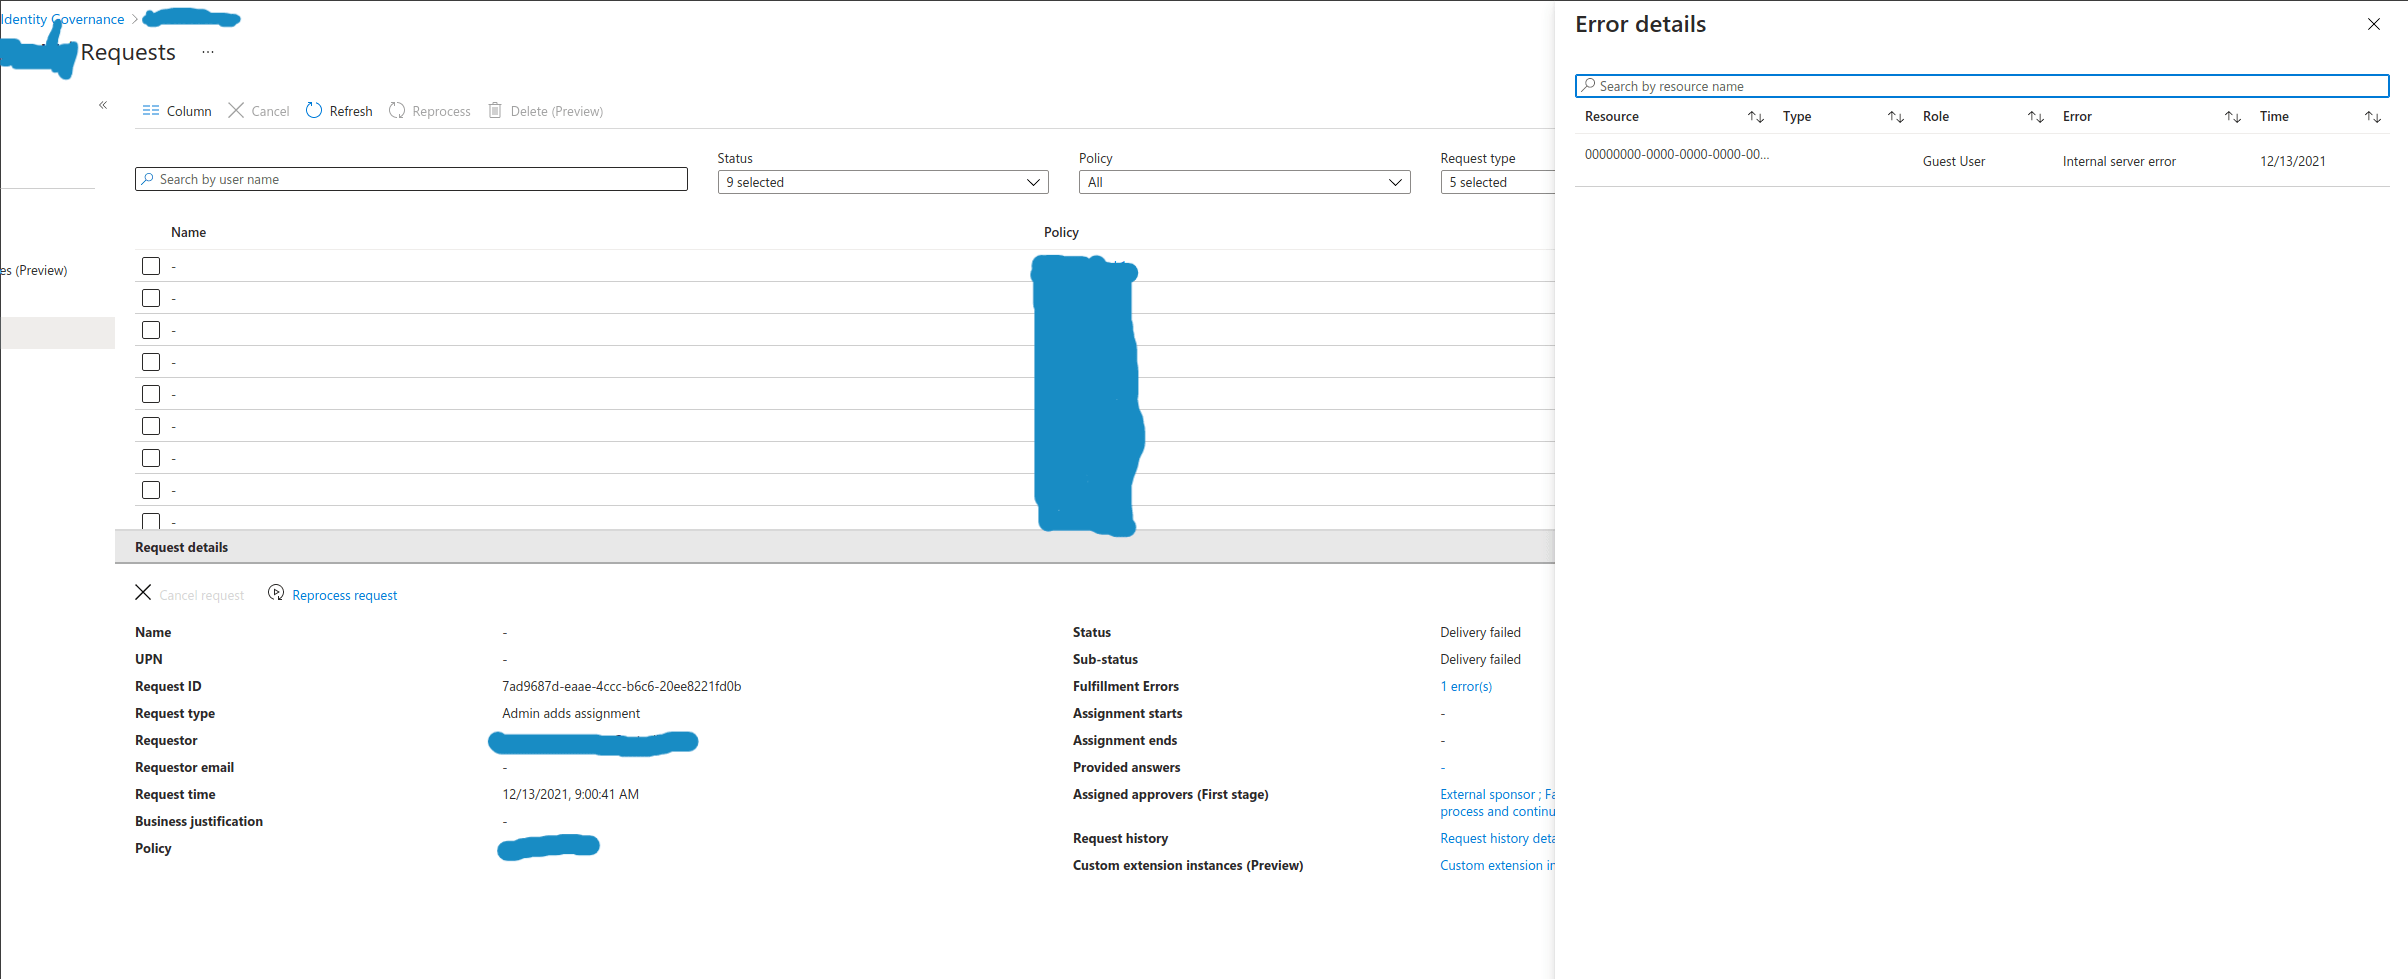 Identity Governance >
Requests ...
«
Column Cancel Refresh Reprocess Delete (Preview)
Search by user name
Status
9 selected
Policy
All
Request type
5 selected
es (Preview)
Name Policy
-
-
-
-
-
-
-
-
-
Request details
Cancel request Reprocess request
Name -
UPN -
Request ID 7ad9687d-eaae-4ccc-b6c6-20ee8221fd0b
Request type Admin adds assignment
Requestor
Requestor email -
Request time 12/13/2021, 9:00:41 AM
Business justification -
Policy
Status Delivery failed
Sub-status Delivery failed
Fulfillment Errors 1 error(s)
Assignment starts -
Assignment ends -
Provided answers -
Assigned approvers (First stage) External sponsor ; Fa
process and continu
Request history Request history deta
Custom extension instances (Preview) Custom extension in
Error details
Search by resource name
Resource Type Role Error Time
00000000-0000-0000-0000-00... Guest User Internal server error 12/13/2021